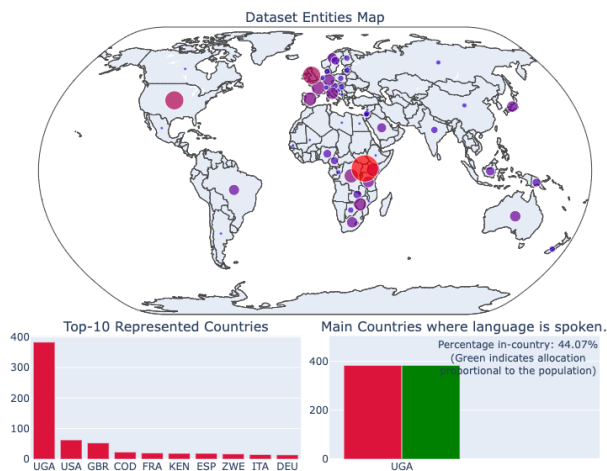 Dataset Entities Map
Top-10 Represented Countries
400
300
200
100
0
UGA USA GBR COD FRA KEN ESP ZWE ITA DEU
Main Countries where language is spoken.
Percentage in-country: 44.07%
(Green indicates allocation
proportional to the population)
400
200
0
UGA